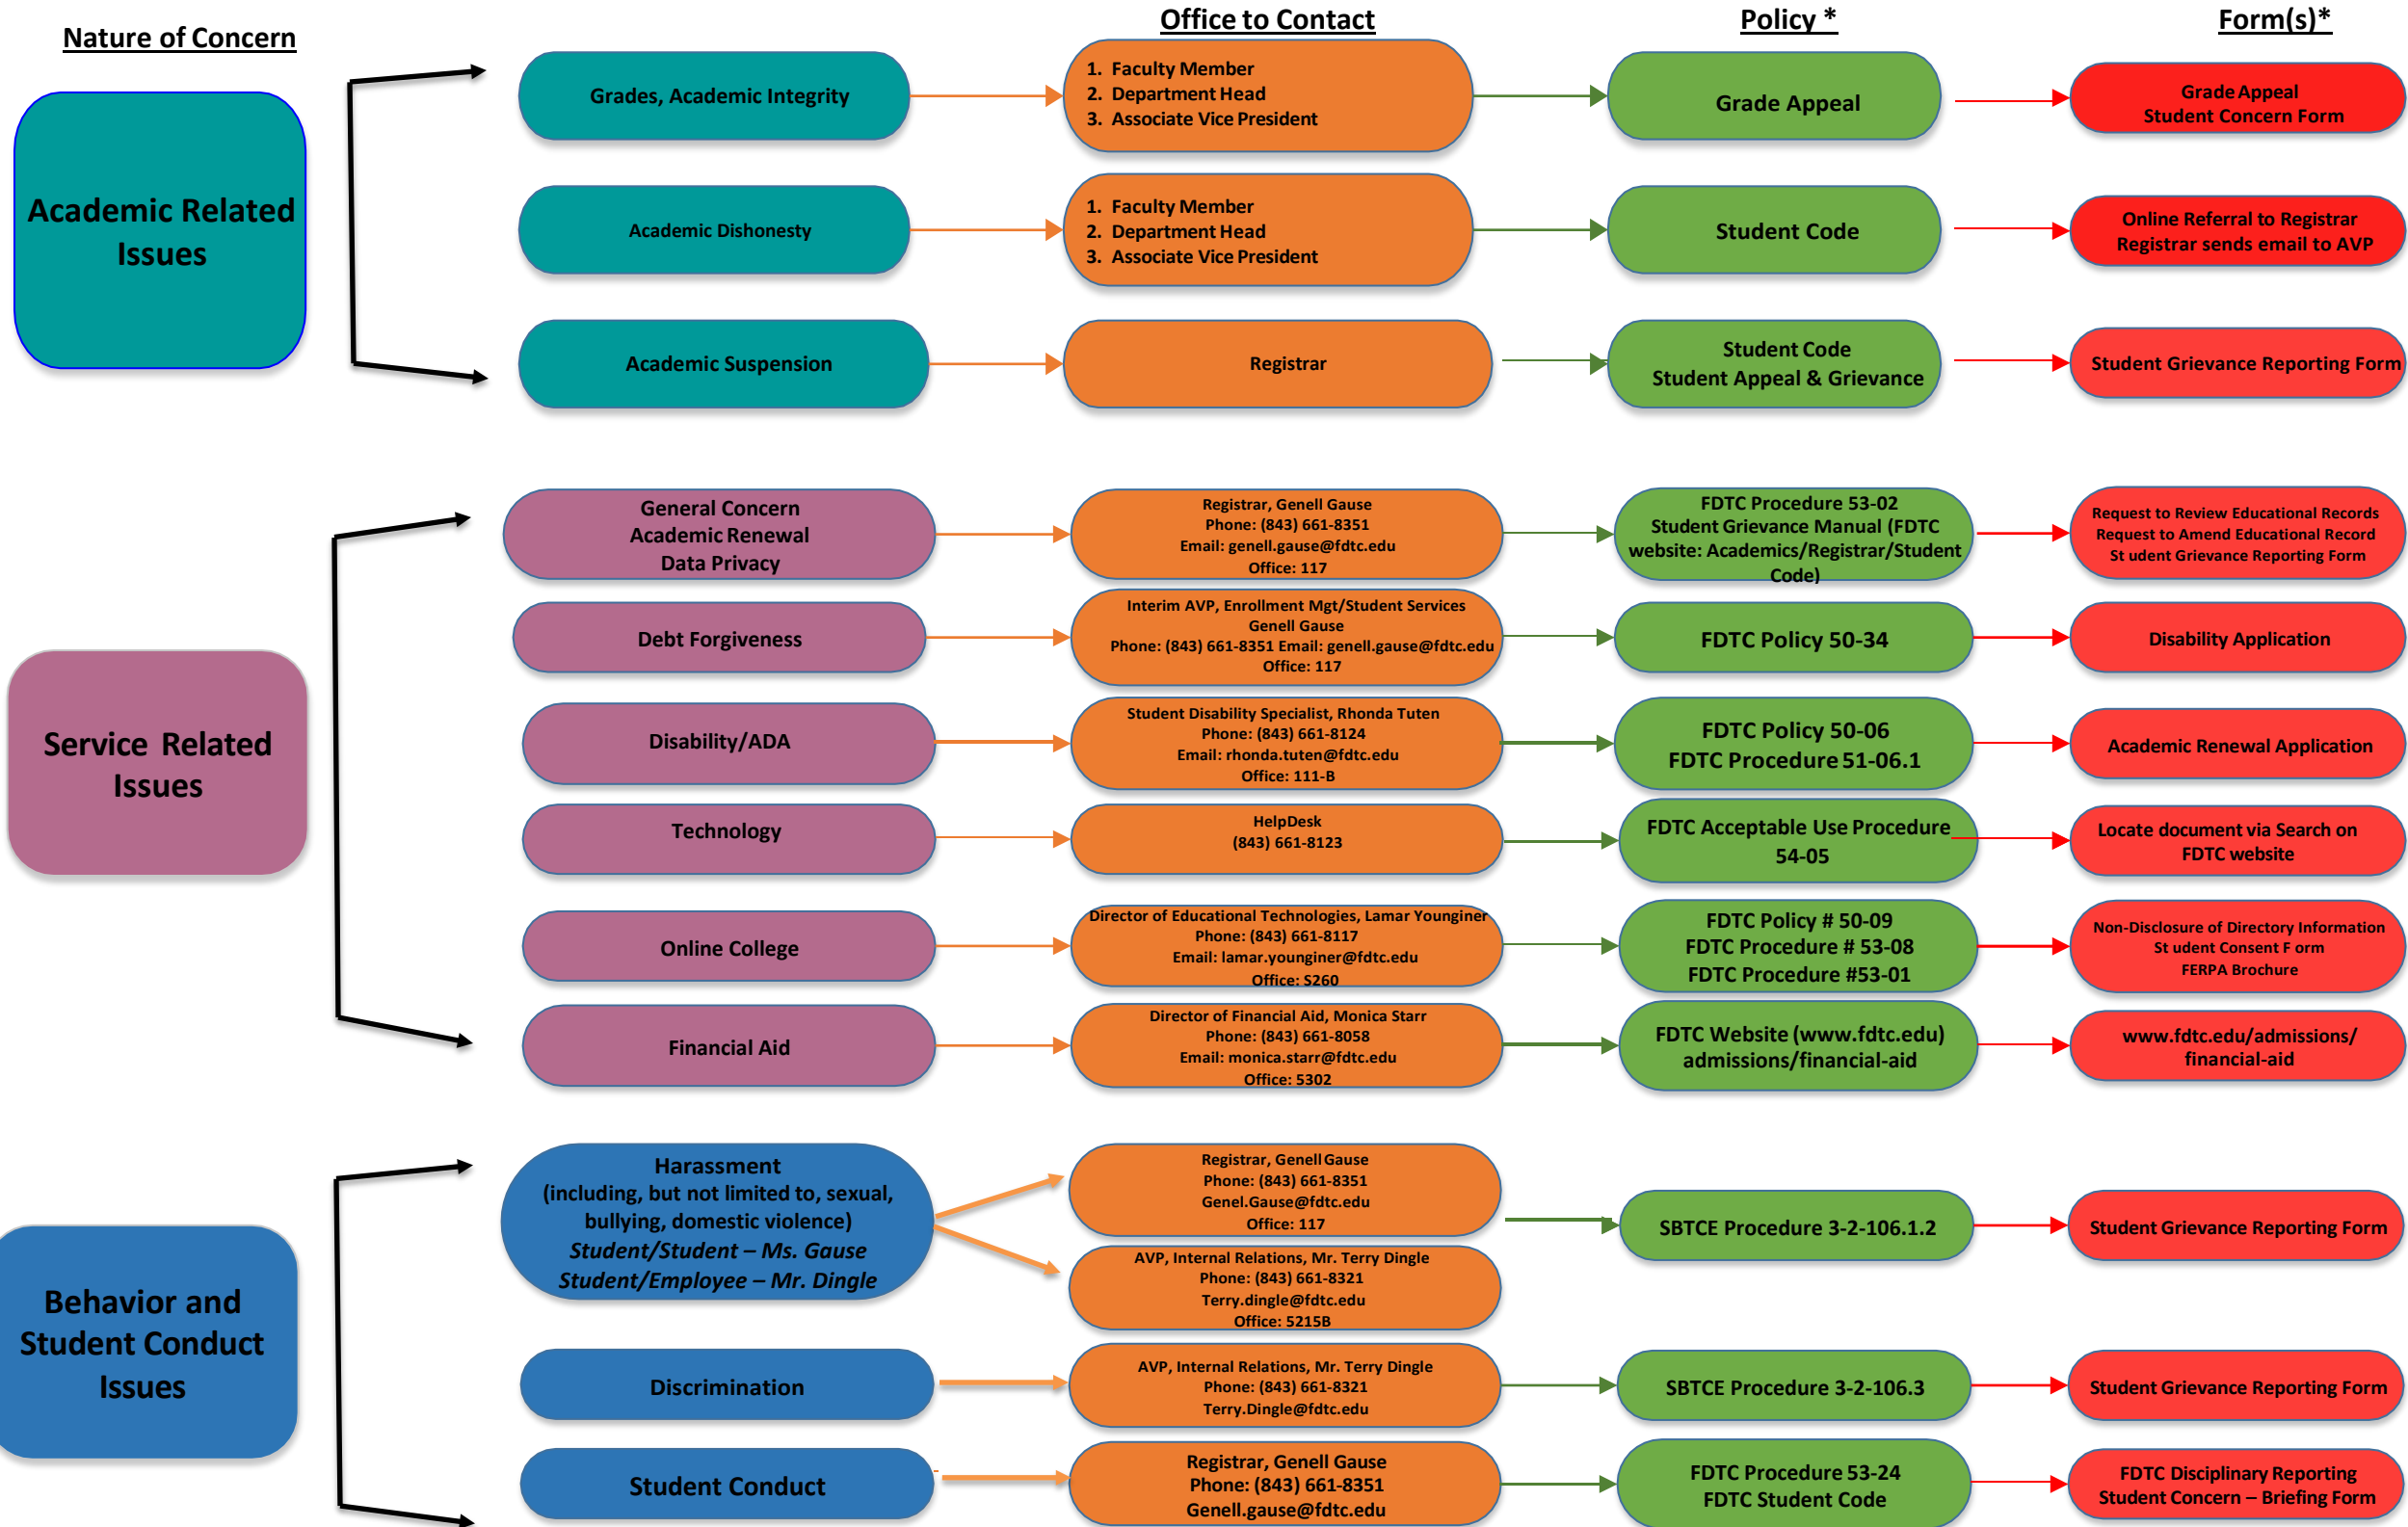 Nature of Concern
Office to Contact
Policy *
Form(s)*
Academic Related
Issues
Grades, Academic Integrity
1. Faculty Member
2. Department Head
3. Associate Vice President
Grade Appeal
Grade Appeal
Student Concern Form
Academic Dishonesty
1. Faculty Member
2. Department Head
3. Associate Vice President
Student Code
Online Referral to Registrar
Registrar sends email to AVP
Academic Suspension
Registrar
Student Code
Student Appeal & Grievance
Student Grievance Reporting Form
Service Related
Issues
General Concern
Academic Renewal
Data Privacy
Registrar, Genell Gause
Phone: (843) 661-8351
Email: genell.gause@fdtc.edu
Office: 117
FDTC Procedure 53-02
Student Grievance Manual (FDTC
website: Academics/Registrar/Student
Code)
Request to Review Educational Records
Request to Amend Educational Record
St udent Grievance Reporting Form
Debt Forgiveness
Interim AVP, Enrollment Mgt/Student Services
Genell Gause
Phone: (843) 661-8351 Email: genell.gause@fdtc.edu
Office: 117
FDTC Policy 50-34
Disability Application
Disability/ADA
Student Disability Specialist, Rhonda Tuten
Phone: (843) 661-8124
Email: rhonda.tuten@fdtc.edu
Office: 111-B
FDTC Policy 50-06
FDTC Procedure 51-06.1
Academic Renewal Application
Technology
HelpDesk
(843) 661-8123
FDTC Acceptable Use Procedure
54-05
Locate document via Search on
FDTC website
Online College
Director of Educational Technologies, Lamar Younginer
Phone: (843) 661-8117
Email: lamar.younginer@fdtc.edu
Office: S260
FDTC Policy # 50-09
FDTC Procedure # 53-08
FDTC Procedure #53-01
Non-Disclosure of Directory Information
St udent Consent F orm
FERPA Brochure
Financial Aid
Director of Financial Aid, Monica Starr
Phone: (843) 661-8058
Email: monica.starr@fdtc.edu
Office: 5302
FDTC Website (www.fdtc.edu)
admissions/financial-aid
www.fdtc.edu/admissions/
financial-aid
Behavior and
Student Conduct
Issues
Harassment
(including, but not limited to, sexual,
bullying, domestic violence)
Student/Student – Ms. Gause
Student/Employee – Mr. Dingle
Registrar, Genell Gause
Phone: (843) 661-8351
Genel.Gause@fdtc.edu
Office: 117
AVP, Internal Relations, Mr. Terry Dingle
Phone: (843) 661-8321
Terry.dingle@fdtc.edu
Office: 5215B
SBTCE Procedure 3-2-106.1.2
Student Grievance Reporting Form
Discrimination
AVP, Internal Relations, Mr. Terry Dingle
Phone: (843) 661-8321
Terry.Dingle@fdtc.edu
SBTCE Procedure 3-2-106.3
Student Grievance Reporting Form
Student Conduct
Registrar, Genell Gause
Phone: (843) 661-8351
Genell.gause@fdtc.edu
FDTC Procedure 53-24
FDTC Student Code
FDTC Disciplinary Reporting
Student Concern – Briefing Form